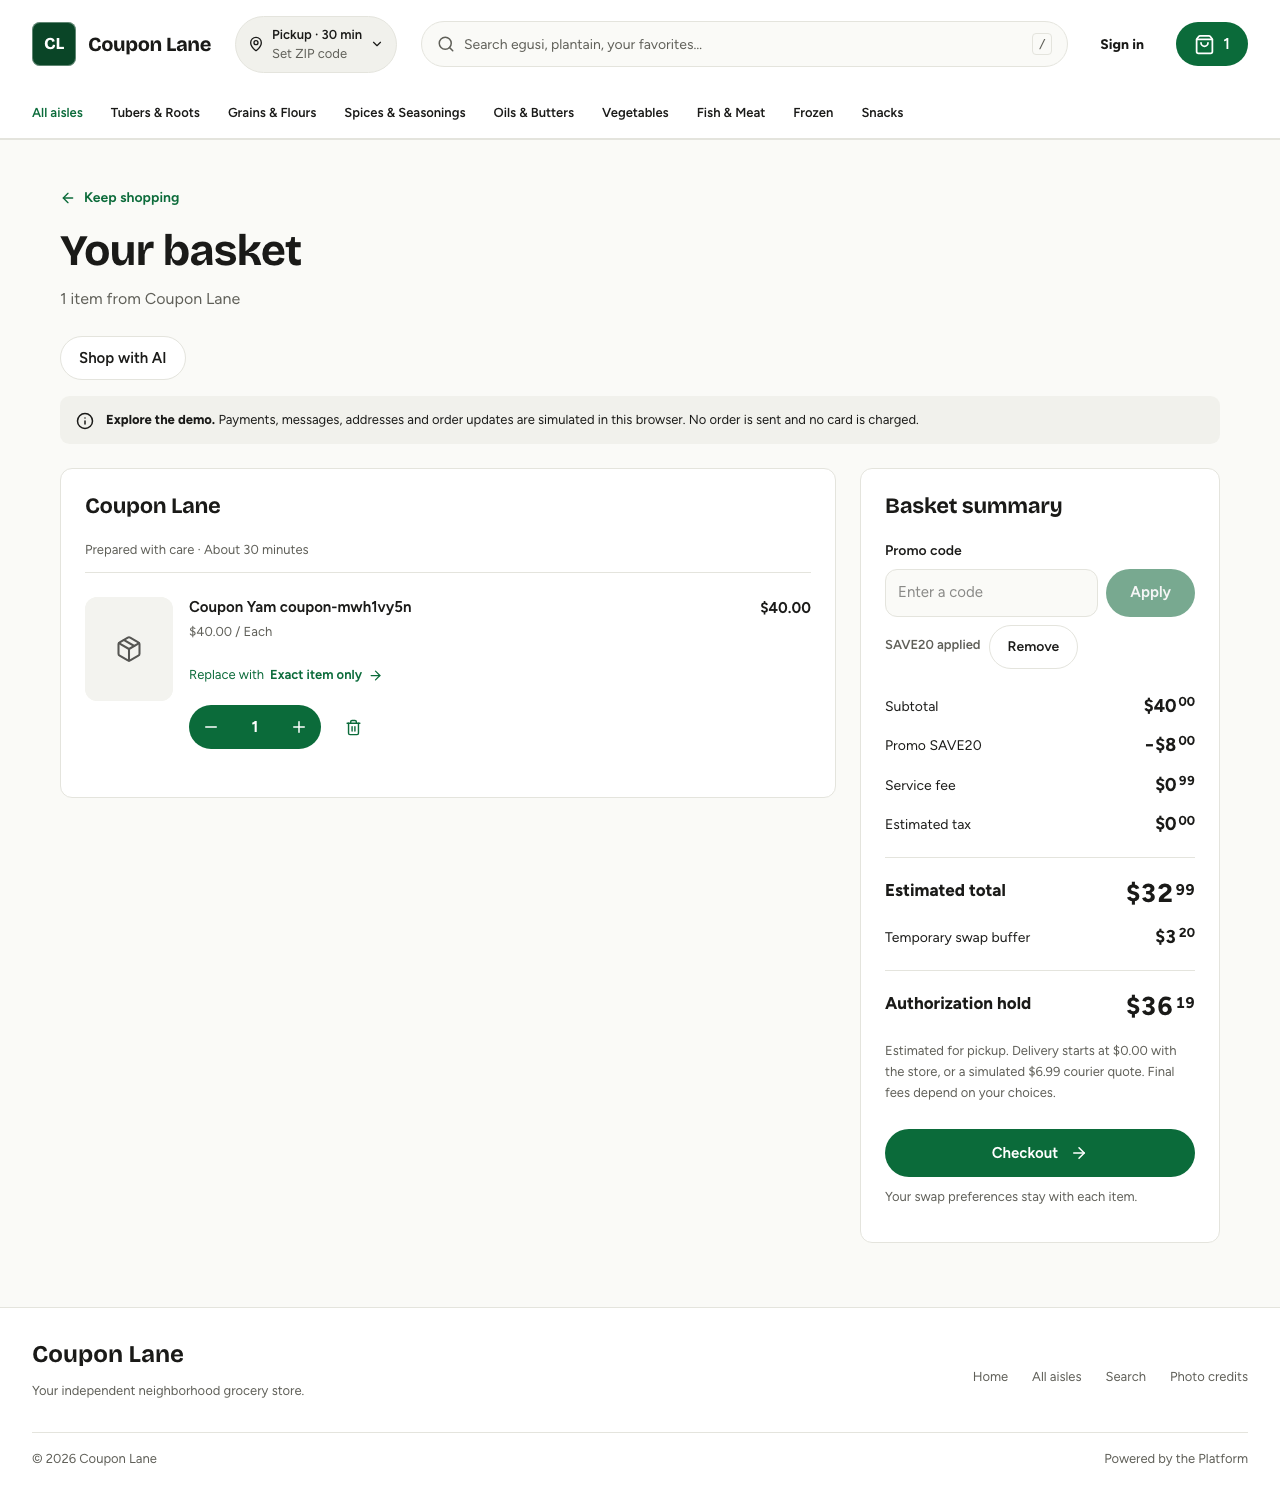 CL
Coupon Lane
Pickup · 30 min
Set ZIP code
Search egusi, plantain, your favorites...
/
Sign in
1
All aisles
Tubers & Roots
Grains & Flours
Spices & Seasonings
Oils & Butters
Vegetables
Fish & Meat
Frozen
Snacks
Keep shopping
Your basket
1 item from Coupon Lane
Shop with AI
Explore the demo. Payments, messages, addresses and order updates are simulated in this browser. No order is sent and no card is charged.
Coupon Lane
Prepared with care · About 30 minutes
Coupon Yam coupon-mwh1vy5n
$40.00
$40.00 / Each
Replace with Exact item only
1
Basket summary
Promo code
Enter a code
Apply
SAVE20 applied
Remove
Subtotal $40 00
Promo SAVE20 -$8 00
Service fee $0 99
Estimated tax $0 00
Estimated total $32 99
Temporary swap buffer $3 20
Authorization hold $36 19
Estimated for pickup. Delivery starts at $0.00 with
the store, or a simulated $6.99 courier quote. Final
fees depend on your choices.
Checkout
Your swap preferences stay with each item.
Coupon Lane
Your independent neighborhood grocery store.
Home
All aisles
Search
Photo credits
© 2026 Coupon Lane
Powered by the Platform